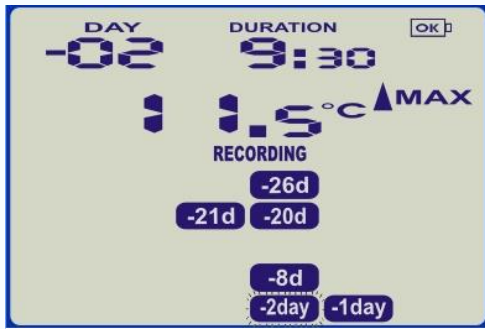 DAY DURATION OK
-02 9:30
11.5°C MAX
RECORDING
-26d
-21d -20d
-8d
-2day -1day